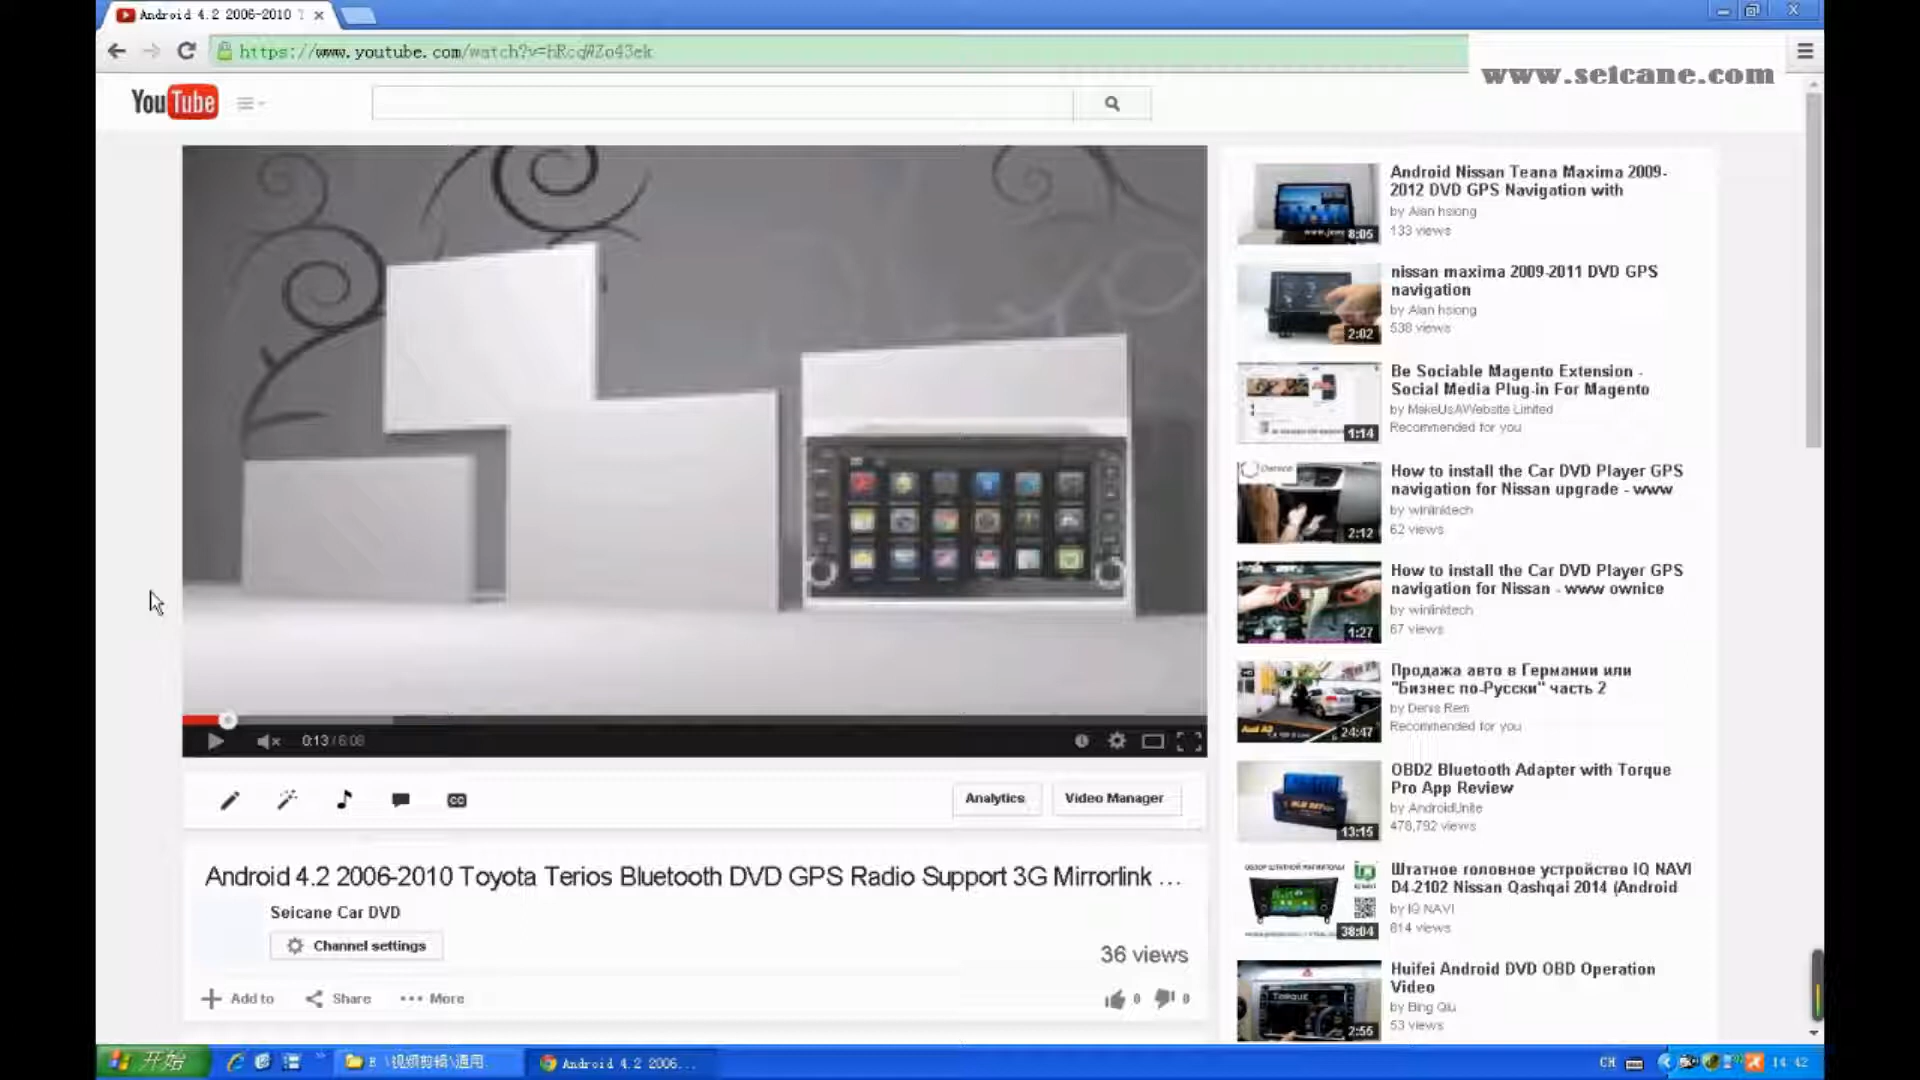 Android 4.2 2006-2010 T
https://www.youtube.com/watch?v=hRcqWZo43ek
www.seicane.com
YouTube
Android Nissan Teana Maxima 2009-
2012 DVD GPS Navigation with
by Alan hsiong
133 views
8:05
nissan maxima 2009-2011 DVD GPS
navigation
by Alan hsiong
538 views
2:02
Be Sociable Magento Extension -
Social Media Plug-in For Magento
by MakeUsAWebsite Limited
Recommended for you
1:14
How to install the Car DVD Player GPS
navigation for Nissan upgrade - www
by winlinktech
62 views
2:12
How to install the Car DVD Player GPS
navigation for Nissan - www ownice
by winlinktech
67 views
1:27
Продажа авто в Германии или
"Бизнес по-Русски" часть 2
by Denis Rem
Recommended for you
24:47
OBD2 Bluetooth Adapter with Torque
Pro App Review
by AndroidUnite
478,792 views
13:15
Штатное головное устройство IQ NAVI
D4-2102 Nissan Qashqai 2014 (Android
by IQ NAVI
814 views
38:04
Huifei Android DVD OBD Operation
Video
by Bing Qiu
53 views
2:56
0:13 / 6:08
Analytics
Video Manager
Android 4.2 2006-2010 Toyota Terios Bluetooth DVD GPS Radio Support 3G Mirrorlink ...
Seicane Car DVD
Channel settings
36 views
Add to
Share
More
0
0
开始
E:\视频剪辑\通用
Android 4.2 2006...
CH
14:42